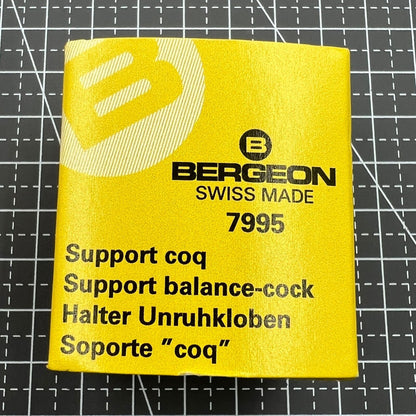 B
B
BERGEON
SWISS MADE
7995
Support coq
Support balance-cock
Halter Unruhkloben
Soporte "coq"